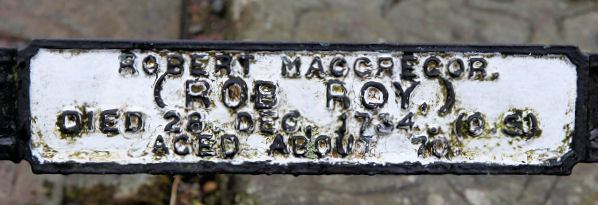 ROBERT MACGREGOR.
(ROB ROY.)
DIED 28. DEC. 1734. (O.S)
AGED ABOUT 70.